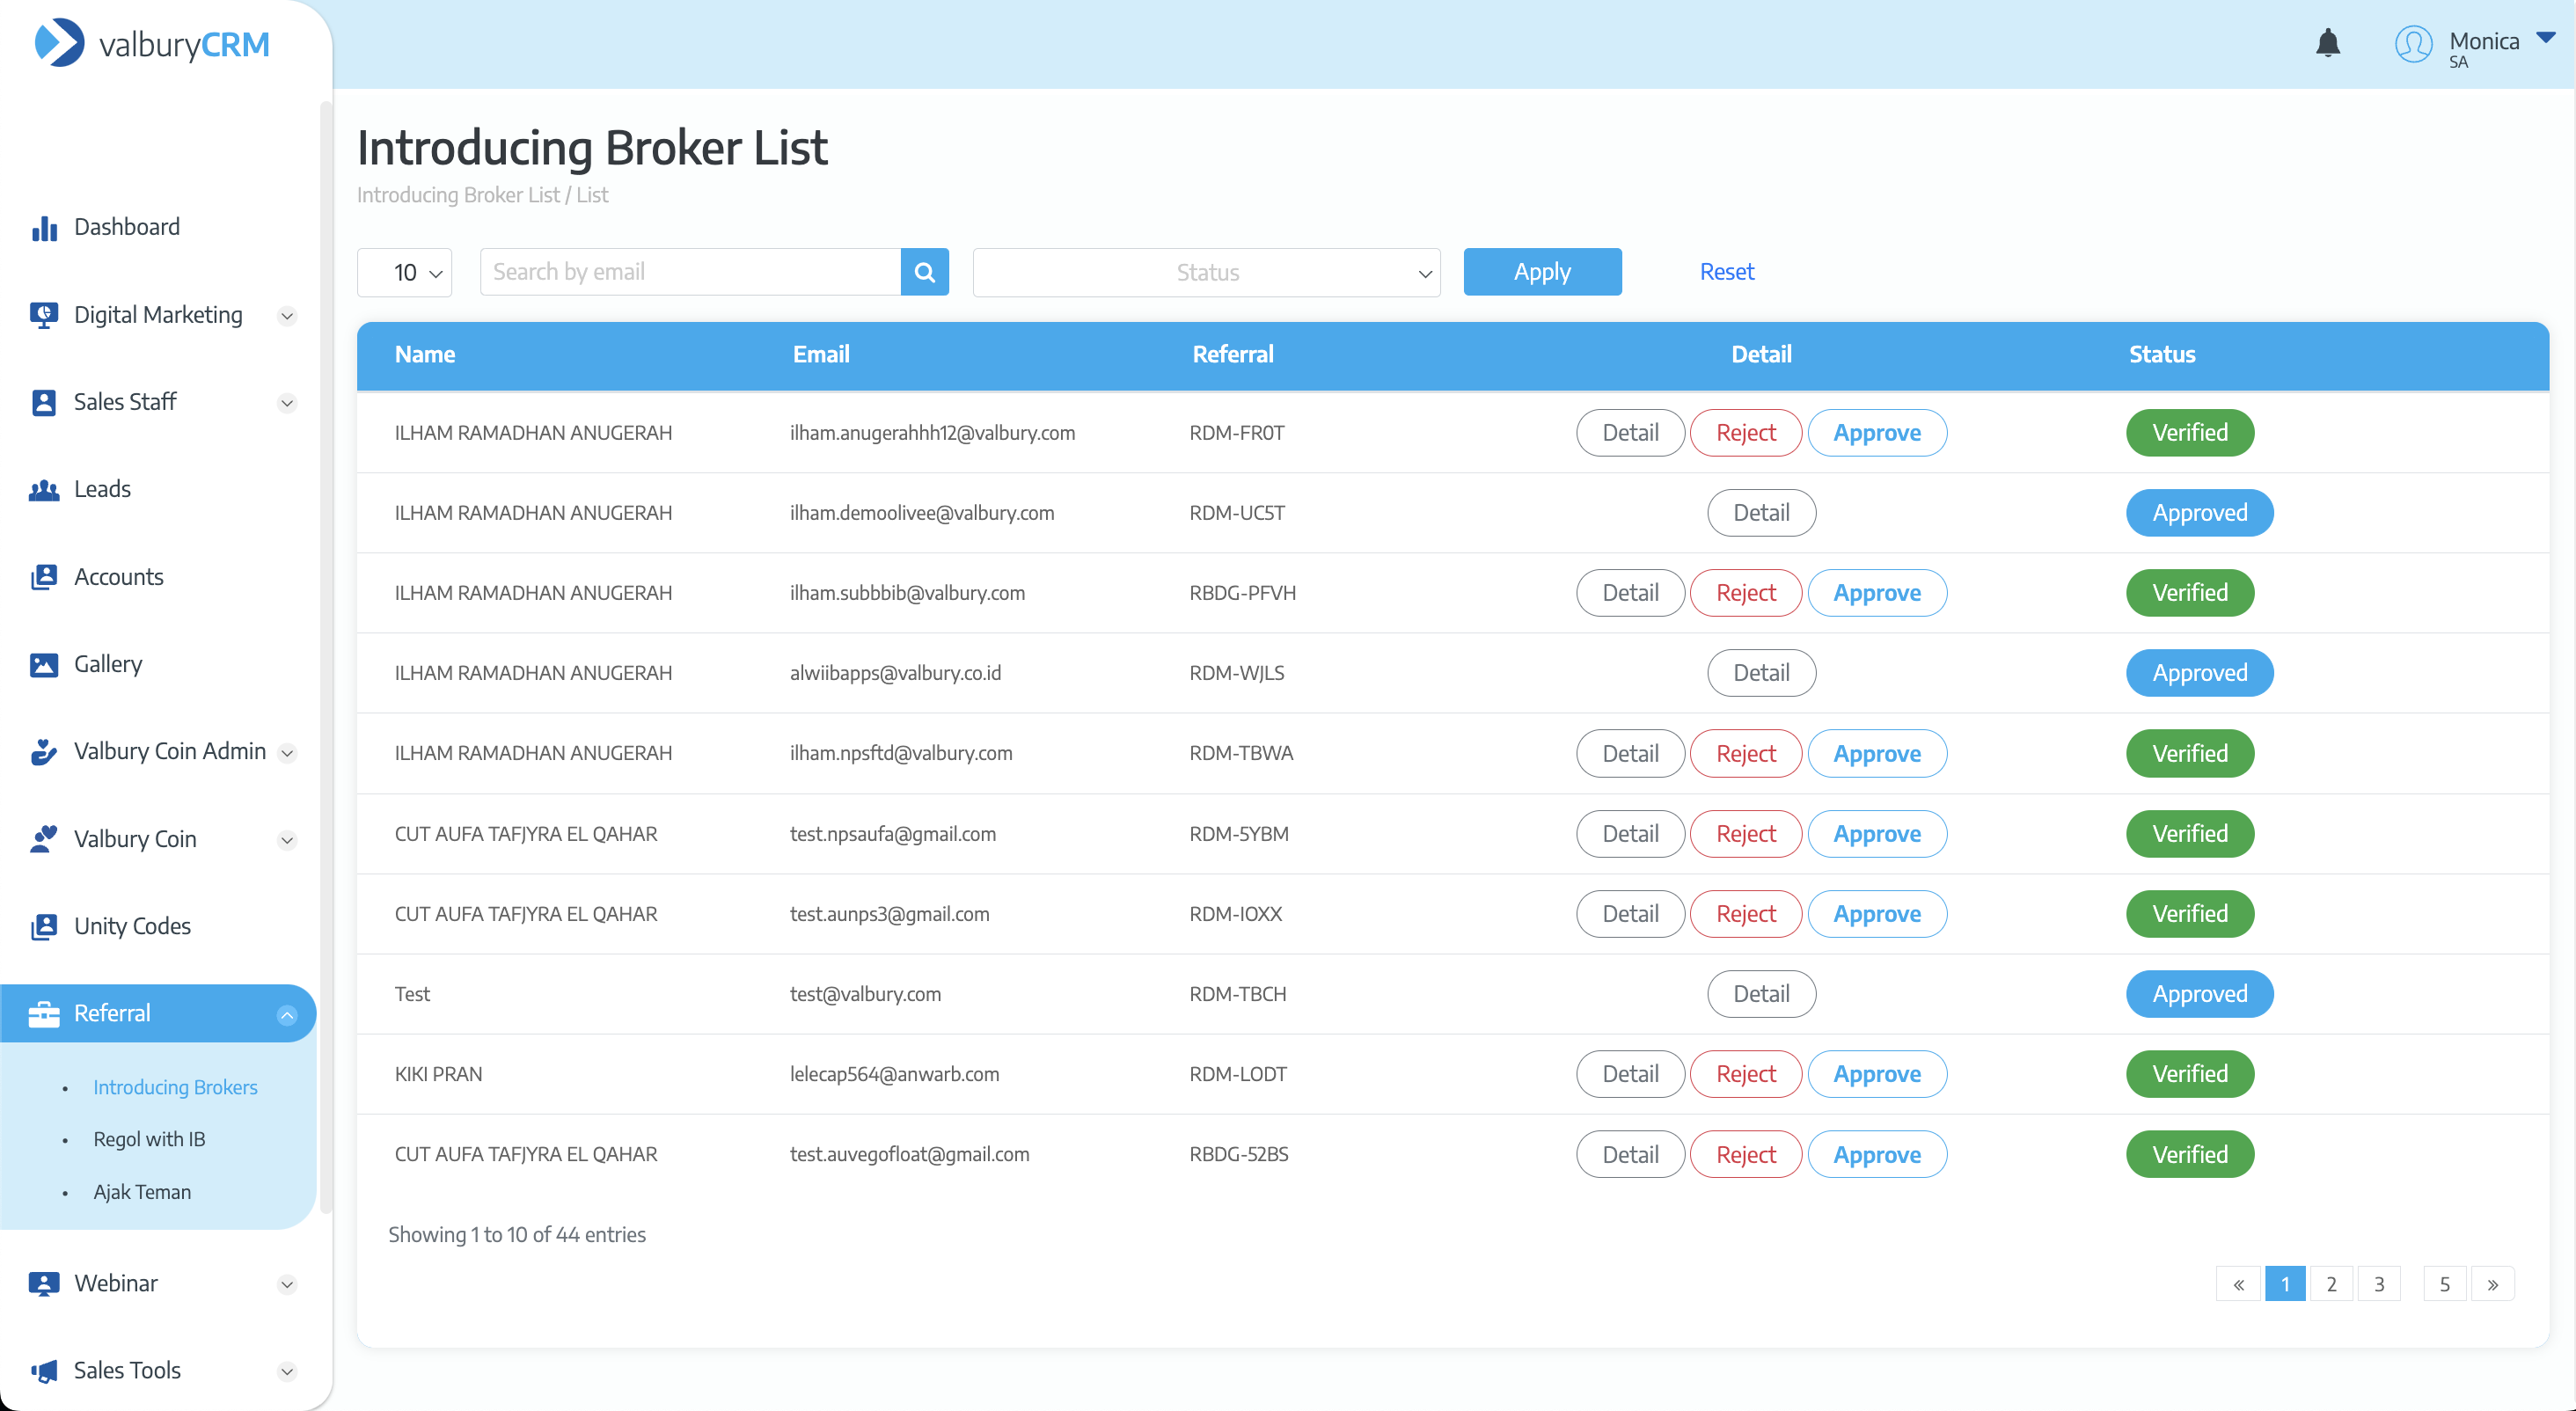 valburyCRM
Monica
SA
Dashboard
Digital Marketing
Sales Staff
Leads
Accounts
Gallery
Valbury Coin Admin
Valbury Coin
Unity Codes
Referral
• Introducing Brokers
• Regol with IB
• Ajak Teman
Webinar
Sales Tools
Introducing Broker List
Introducing Broker List / List
10 Search by email Status Apply Reset
Name Email Referral Detail Status
ILHAM RAMADHAN ANUGERAH ilham.anugerahhh12@valbury.com RDM-FR0T Detail Reject Approve Verified
ILHAM RAMADHAN ANUGERAH ilham.demoolivee@valbury.com RDM-UC5T Detail Approved
ILHAM RAMADHAN ANUGERAH ilham.subbbib@valbury.com RBDG-PFVH Detail Reject Approve Verified
ILHAM RAMADHAN ANUGERAH alwiibapps@valbury.co.id RDM-WJLS Detail Approved
ILHAM RAMADHAN ANUGERAH ilham.npsftd@valbury.com RDM-TBWA Detail Reject Approve Verified
CUT AUFA TAFJYRA EL QAHAR test.npsaufa@gmail.com RDM-5YBM Detail Reject Approve Verified
CUT AUFA TAFJYRA EL QAHAR test.aunps3@gmail.com RDM-IOXX Detail Reject Approve Verified
Test test@valbury.com RDM-TBCH Detail Approved
KIKI PRAN lelecap564@anwarb.com RDM-LODT Detail Reject Approve Verified
CUT AUFA TAFJYRA EL QAHAR test.auvegofloat@gmail.com RBDG-52BS Detail Reject Approve Verified
Showing 1 to 10 of 44 entries
« 1 2 3 5 »